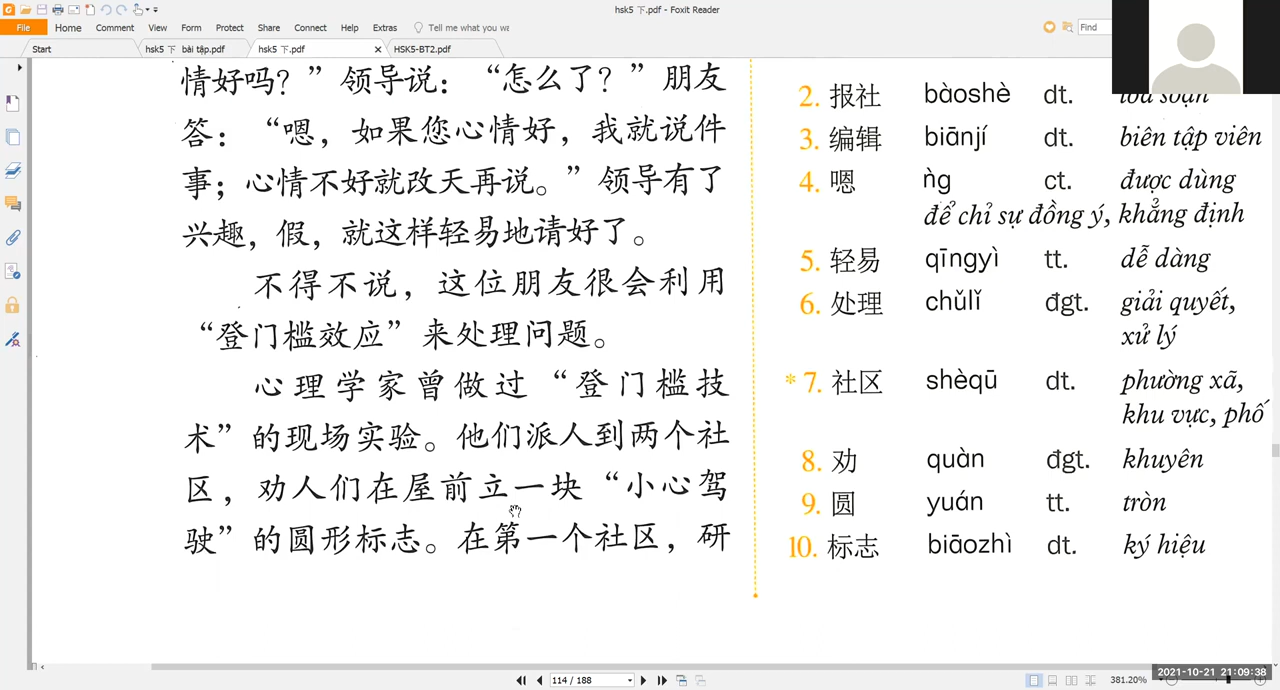 hsk5 下.pdf - Foxit Reader
File Home Comment View Form Protect Share Connect Help Extras Tell me what you wa
Find
Start hsk5 下 bài tập.pdf hsk5 下.pdf HSK5-BT2.pdf
情好吗？”领导说：“怎么了？”朋友
答：“嗯，如果您心情好，我就说件
事；心情不好就改天再说。”领导有了
兴趣，假，就这样轻易地请好了。
不得不说，这位朋友很会利用
“登门槛效应”来处理问题。
心理学家曾做过“登门槛技
术”的现场实验。他们派人到两个社
区，劝人们在屋前立一块“小心驾
驶”的圆形标志。在第一个社区，研
2. 报社 bàoshè dt. toà soạn
3. 编辑 biānjí dt. biên tập viên
4. 嗯 ǹg ct. được dùng
để chỉ sự đồng ý, khẳng định
5. 轻易 qīngyì tt. dễ dàng
6. 处理 chǔlǐ đgt. giải quyết,
xử lý
*7. 社区 shèqū dt. phường xã,
khu vực, phố
8. 劝 quàn đgt. khuyên
9. 圆 yuán tt. tròn
10. 标志 biāozhì dt. ký hiệu
114 / 188
381.20%
2021-10-21 21:09:38